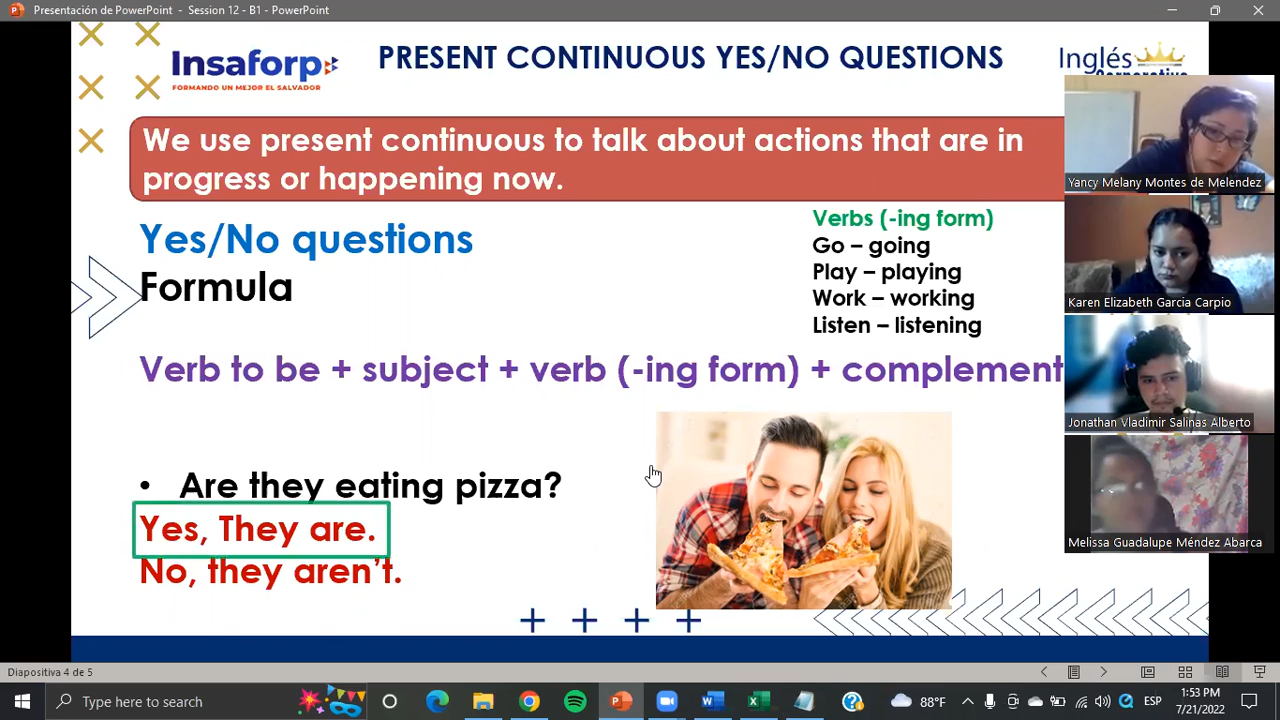 Presentación de PowerPoint - Session 12 - B1 - PowerPoint
Insaforp
FORMANDO UN MEJOR EL SALVADOR
PRESENT CONTINUOUS YES/NO QUESTIONS
Inglés
We use present continuous to talk about actions that are in
progress or happening now.
Yes/No questions
Formula
Verbs (-ing form)
Go – going
Play – playing
Work – working
Listen – listening
Verb to be + subject + verb (-ing form) + complement
• Are they eating pizza?
Yes, They are.
No, they aren't.
Yancy Melany Montes de Melendez
Karen Elizabeth Garcia Carpio
Jonathan Vladimir Salinas Alberto
Melissa Guadalupe Méndez Abarca
Diapositiva 4 de 5
Type here to search
88°F
ESP
1:53 PM
7/21/2022